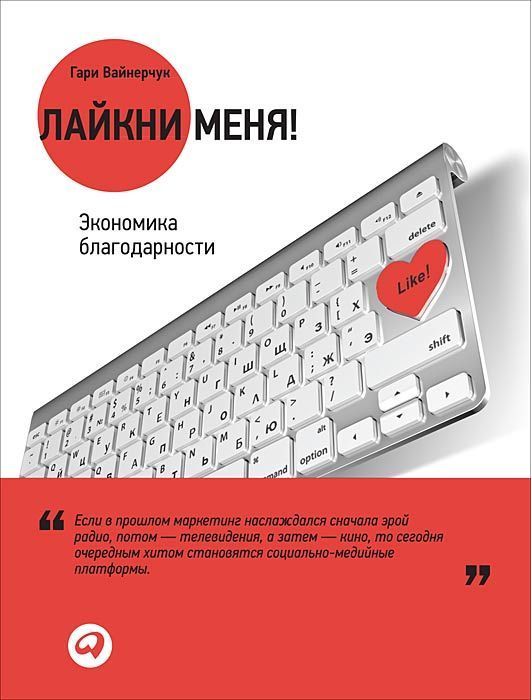 Гари Вайнерчук
ЛАЙКНИ МЕНЯ!
Экономика
благодарности
delete
Like!
shift
alt
option
command
“
Если в прошлом маркетинг наслаждался сначала эрой
радио, потом — телевидения, а затем — кино, то сегодня
очередным хитом становятся социально-медийные
платформы.
”